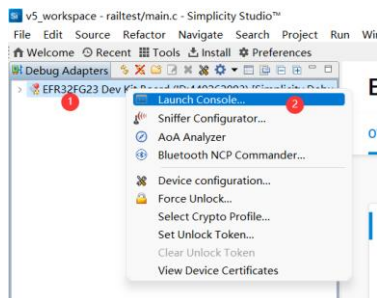 v5_workspace - railtest/main.c - Simplicity Studio™
File Edit Source Refactor Navigate Search Project Run
Welcome Recent Tools Install Preferences
Debug Adapters
EFR32FG23 Dev Kit Board
1
Launch Console...
2
Sniffer Configurator...
AoA Analyzer
Bluetooth NCP Commander...
Device configuration...
Force Unlock...
Select Crypto Profile...
Set Unlock Token...
Clear Unlock Token
View Device Certificates